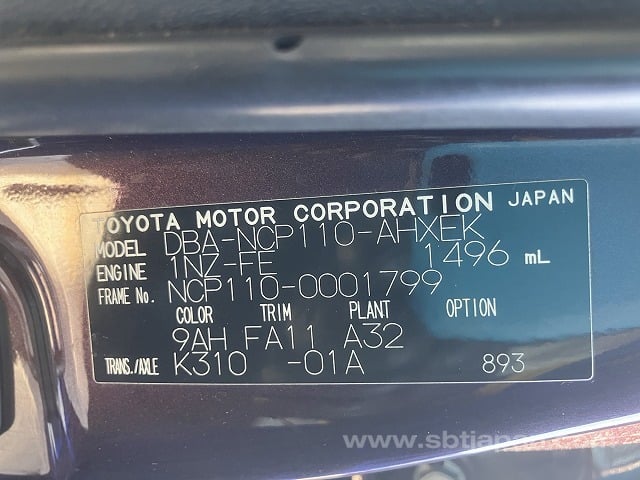 TOYOTA MOTOR CORPORATION JAPAN
MODEL DBA-NCP110-AHXEK
ENGINE 1NZ-FE 1496 mL
FRAME No. NCP110-0001799
COLOR TRIM PLANT OPTION
9AH FA11 A32
TRANS./AXLE K310 -01A 893
www.sbtjapan.com